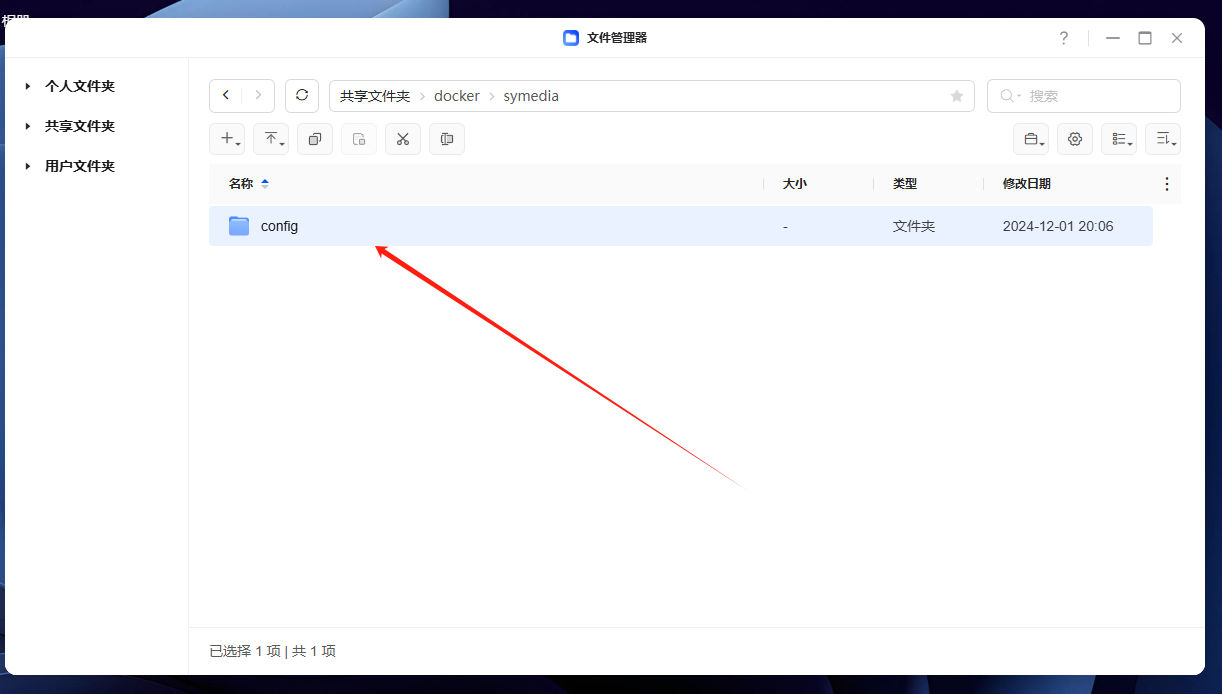 文件管理器
个人文件夹
共享文件夹
用户文件夹
共享文件夹 > docker > symedia
搜索
名称 大小 类型 修改日期
config - 文件夹 2024-12-01 20:06
已选择 1 项 | 共 1 项